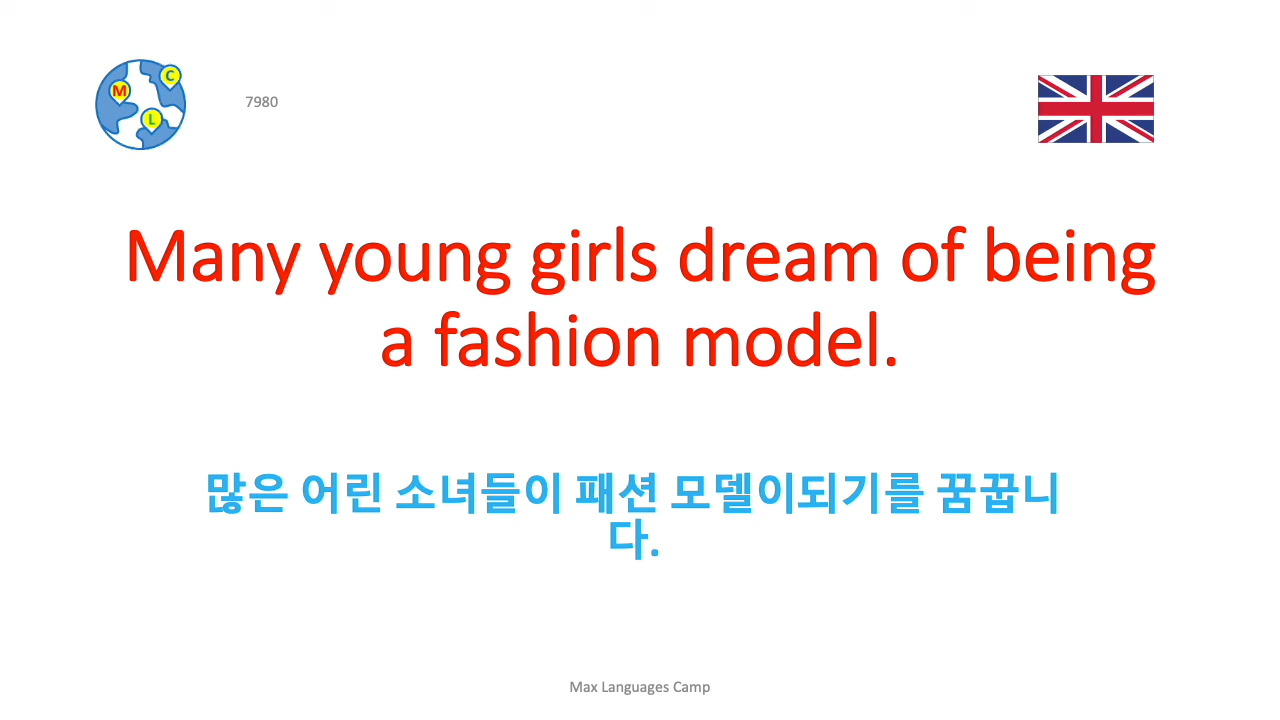 M
C
L
7980
Many young girls dream of being
a fashion model.
많은 어린 소녀들이 패션 모델이되기를 꿈꿉니
다.
Max Languages Camp